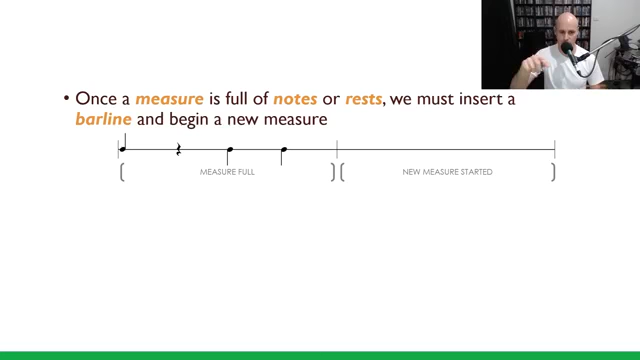 • Once a measure is full of notes or rests, we must insert a
barline and begin a new measure
MEASURE FULL
NEW MEASURE STARTED